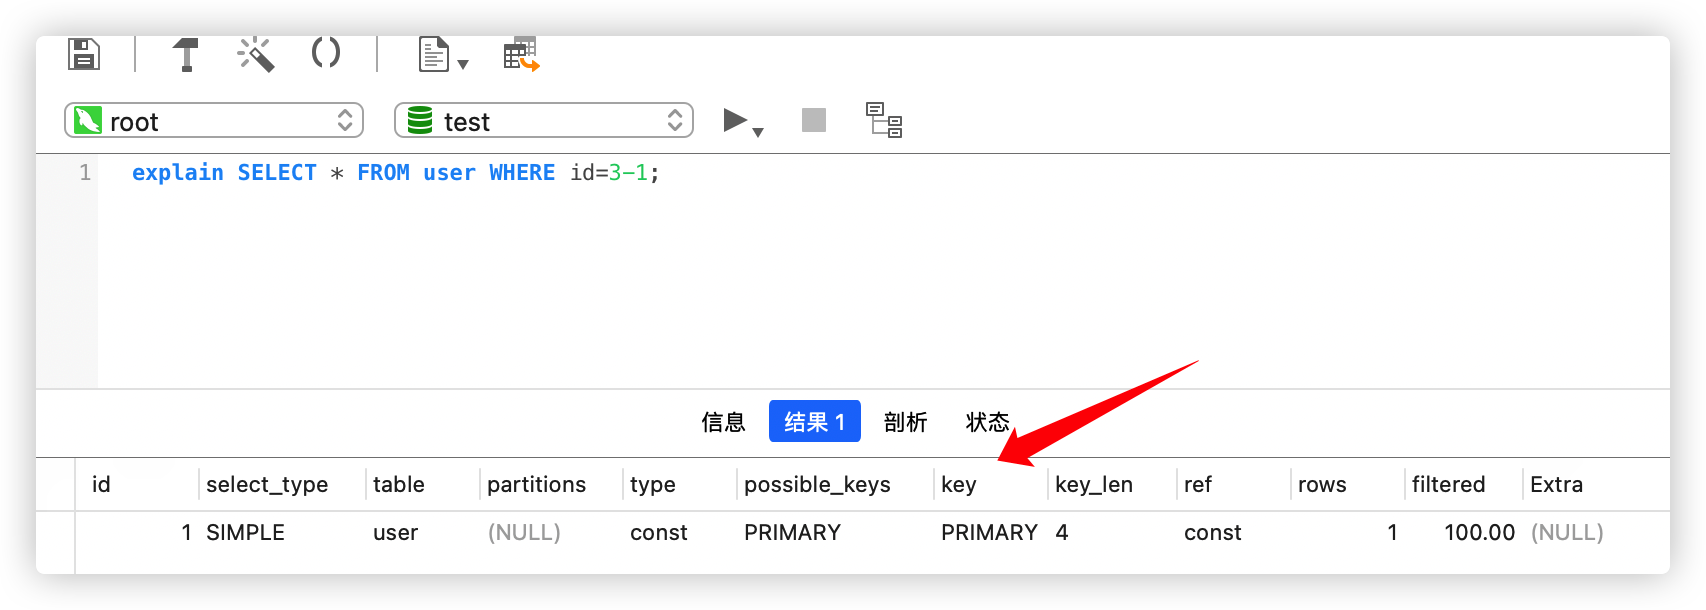 root test
1 explain SELECT * FROM user WHERE id=3-1;
信息 结果 1 剖析 状态
id select_type table partitions type possible_keys key key_len ref rows filtered Extra
1 SIMPLE user (NULL) const PRIMARY PRIMARY 4 const 1 100.00 (NULL)